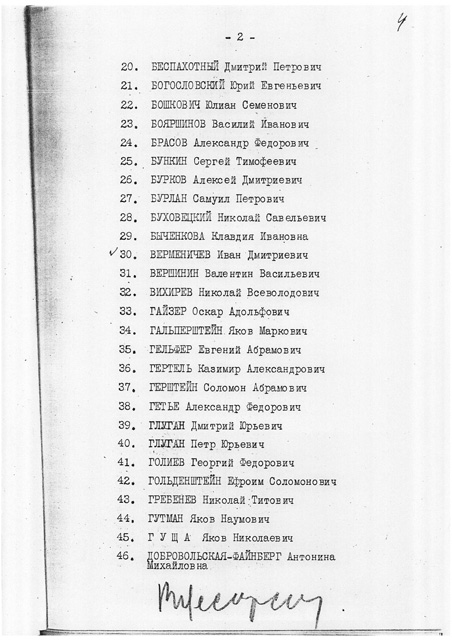 4
- 2 -
20. БЕСПАХОТНЫЙ Дмитрий Петрович
21. БОГОСЛОВСКИЙ Юрий Евгеньевич
22. БОШКОВИЧ Юлиан Семенович
23. БОЯРШИНОВ Василий Иванович
24. БРАСОВ Александр Федорович
25. БУНКИН Сергей Тимофеевич
26. БУРКОВ Алексей Дмитриевич
27. БУРЛАН Самуил Петрович
28. БУХОВЕЦКИЙ Николай Савельевич
29. БЫЧЕНКОВА Клавдия Ивановна
✓ 30. ВЕРМЕНИЧЕВ Иван Дмитриевич
31. ВЕРШИНИН Валентин Васильевич
32. ВИХИРЕВ Николай Всеволодович
33. ГАЙЗЕР Оскар Адольфович
34. ГАЛЬПЕРШТЕЙН Яков Маркович
35. ГЕЛЬФЕР Евгений Абрамович
36. ГЕРТЕЛЬ Казимир Александрович
37. ГЕРШТЕЙН Соломон Абрамович
38. ГЕТЬЕ Александр Федорович
39. ГЛУГАН Дмитрий Юрьевич
40. ГЛУГАН Петр Юрьевич
41. ГОЛИЕВ Георгий Федорович
42. ГОЛЬДЕНШТЕЙН Ефроим Соломонович
43. ГРЕБЕНЕВ Николай Титович
44. ГУТМАН Яков Наумович
45. Г У Щ А Яков Николаевич
46. ДОБРОВОЛЬСКАЯ-ФАЙНБЕРГ Антонина
Михайловна